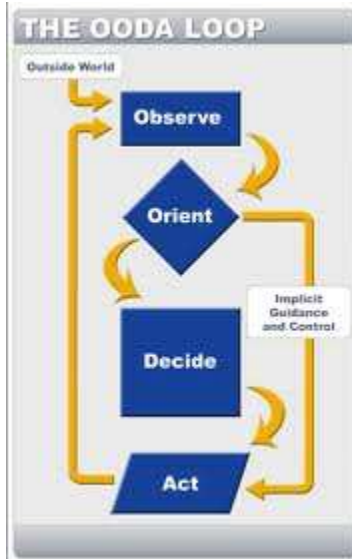 THE OODA LOOP
Outside World
Observe
Orient
Implicit
Guidance
and Control
Decide
Act